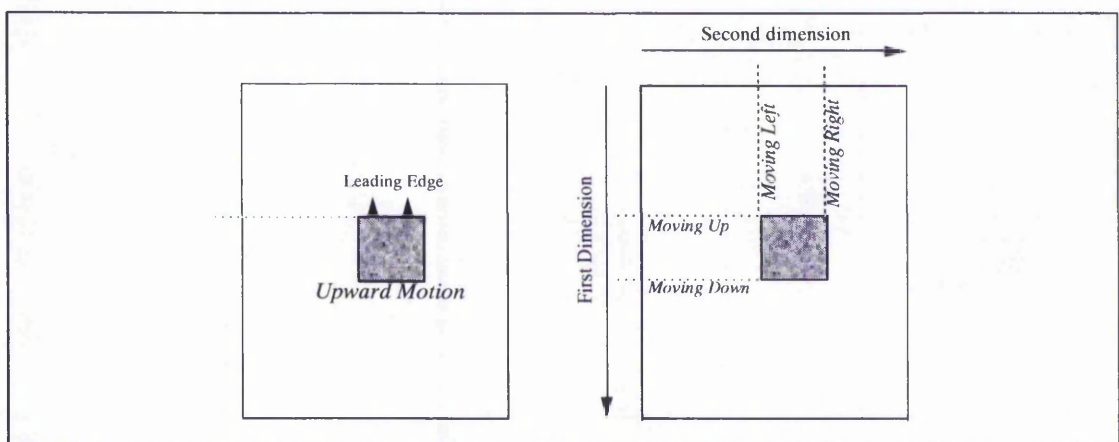 Leading Edge
Upward Motion
Second dimension
First Dimension
Moving Left
Moving Right
Moving Up
Moving Down